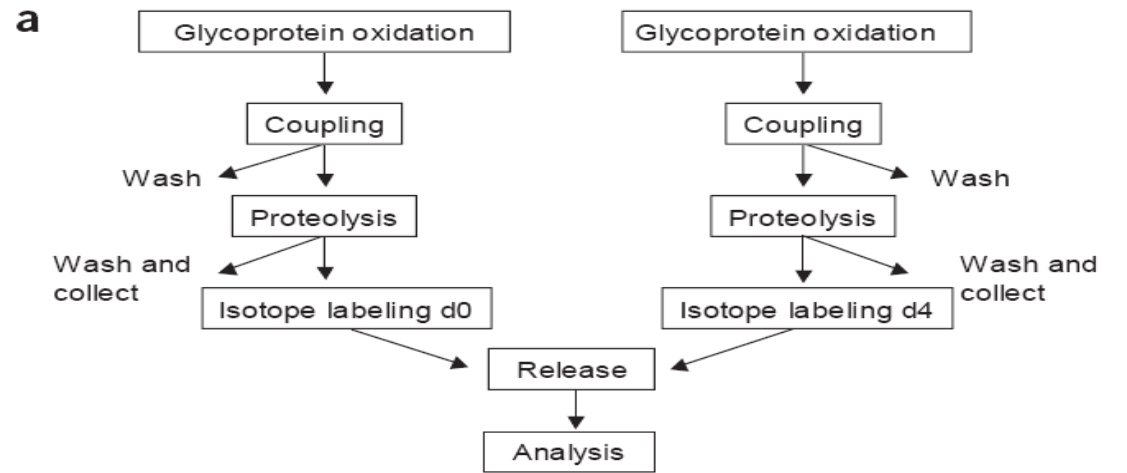 a
Glycoprotein oxidation
Glycoprotein oxidation
Coupling
Coupling
Wash
Wash
Proteolysis
Proteolysis
Wash and
collect
Wash and
collect
Isotope labeling d0
Isotope labeling d4
Release
Analysis